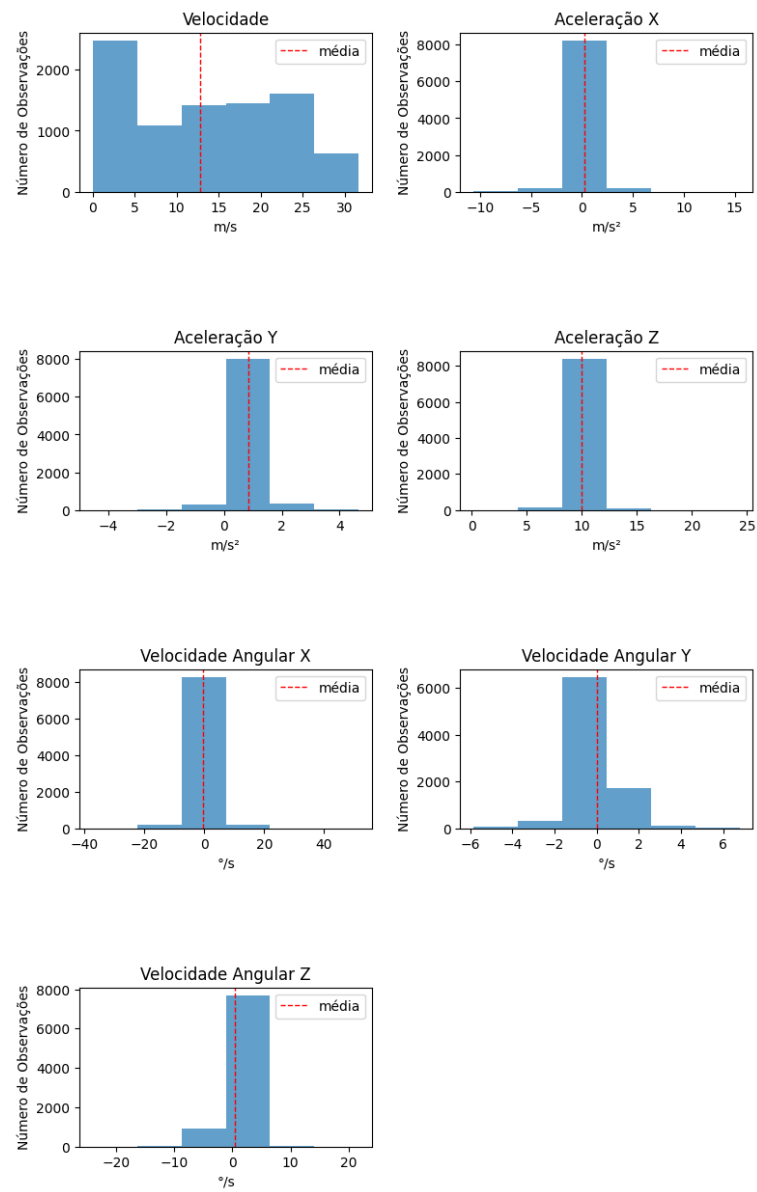 Velocidade
Número de Observações
2000
1000
0
média
0 5 10 15 20 25 30
m/s
Aceleração X
Número de Observações
8000
6000
4000
2000
0
média
−10 −5 0 5 10 15
m/s²
Aceleração Y
Número de Observações
8000
6000
4000
2000
0
média
−4 −2 0 2 4
m/s²
Aceleração Z
Número de Observações
8000
6000
4000
2000
0
média
0 5 10 15 20 25
m/s²
Velocidade Angular X
Número de Observações
8000
6000
4000
2000
0
média
−40 −20 0 20 40
°/s
Velocidade Angular Y
Número de Observações
6000
4000
2000
0
média
−6 −4 −2 0 2 4 6
°/s
Velocidade Angular Z
Número de Observações
8000
6000
4000
2000
0
média
−20 −10 0 10 20
°/s